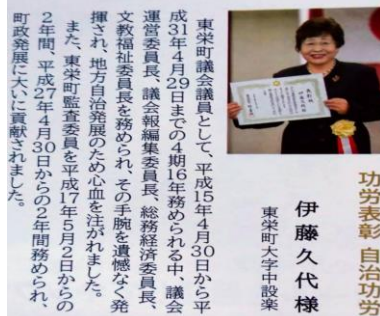 功労表彰 自治功労
伊藤久代様
東栄町大字中設楽
東栄町議会議員として、平成15年4月30日から平
成31年4月29日までの4期16年務められる中、議会
運営委員長、議会報編集委員長、総務経済委員長、
文教福祉委員長を務められ、その手腕を遺憾なく発
揮され、地方自治発展のため心血を注がれました。
また、東栄町監査委員を平成17年5月2日からの
2年間、平成27年4月30日からの2年間務められ、
町政発展に大いに貢献されました。